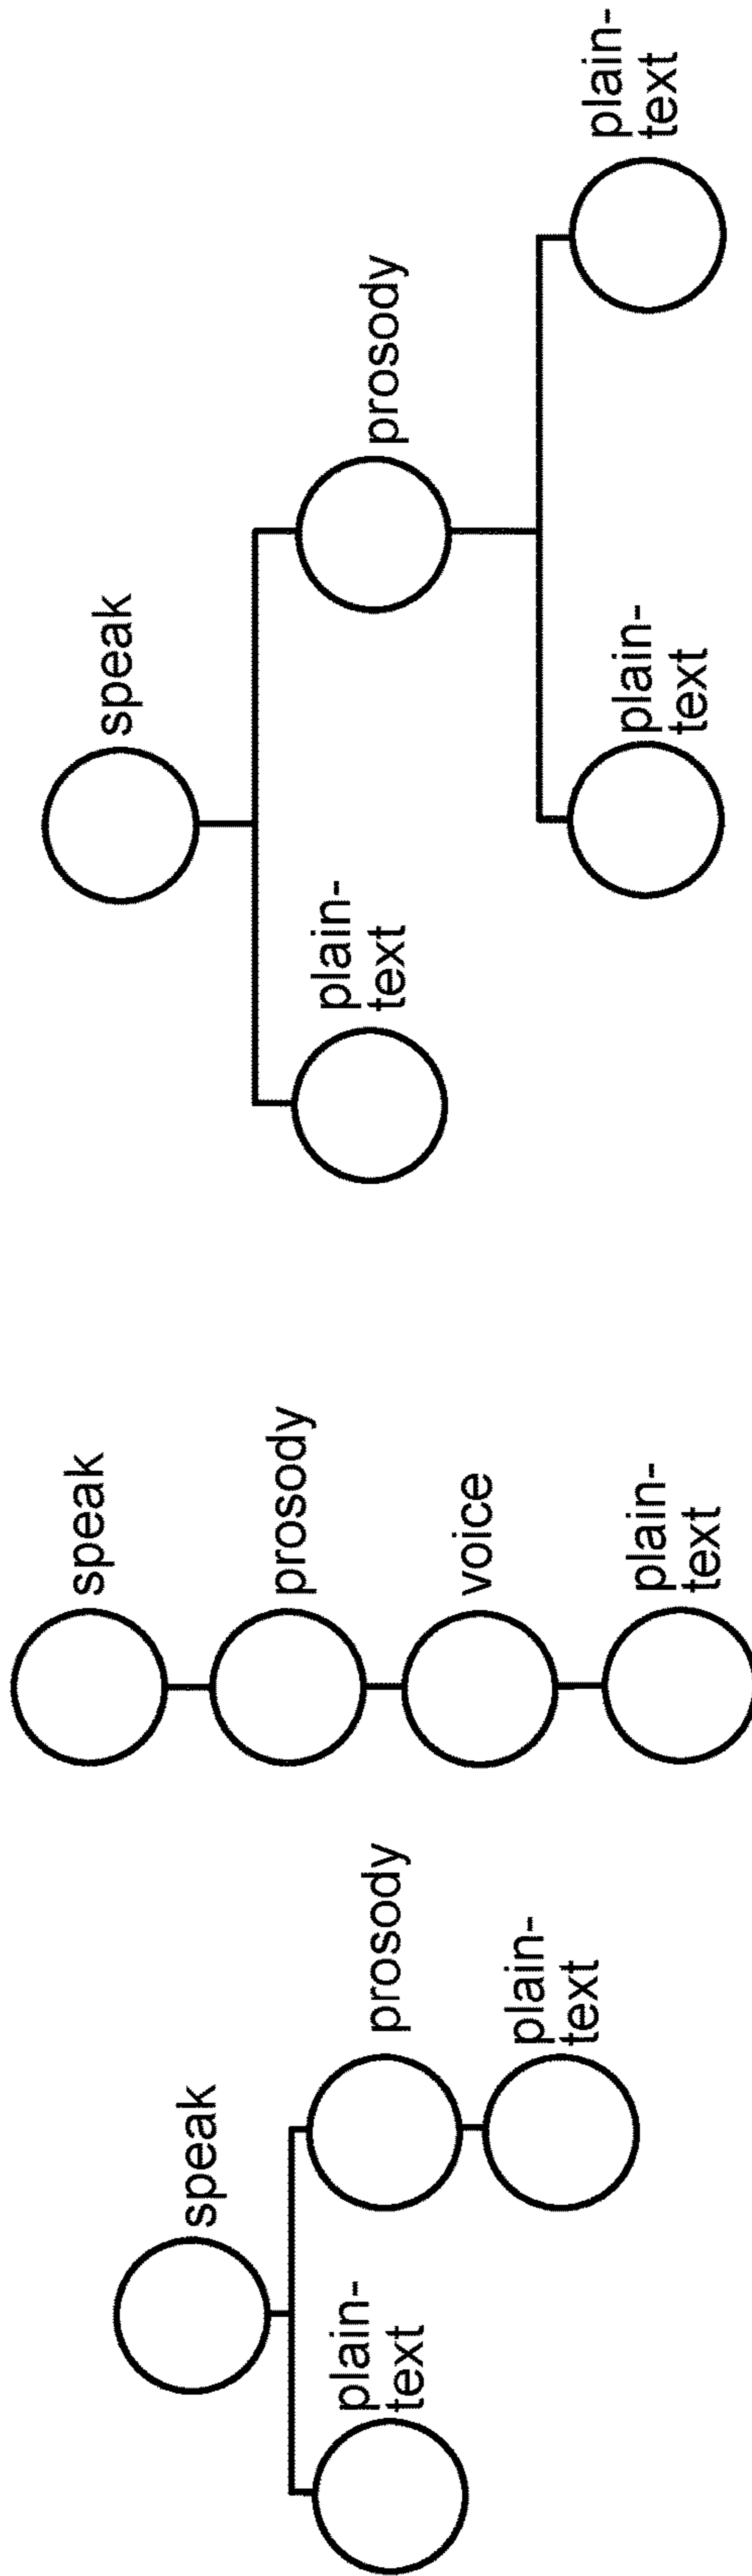 speak
plain-
text
prosody
plain-
text
speak
prosody
voice
plain-
text
speak
plain-
text
prosody
plain-
text
plain-
text